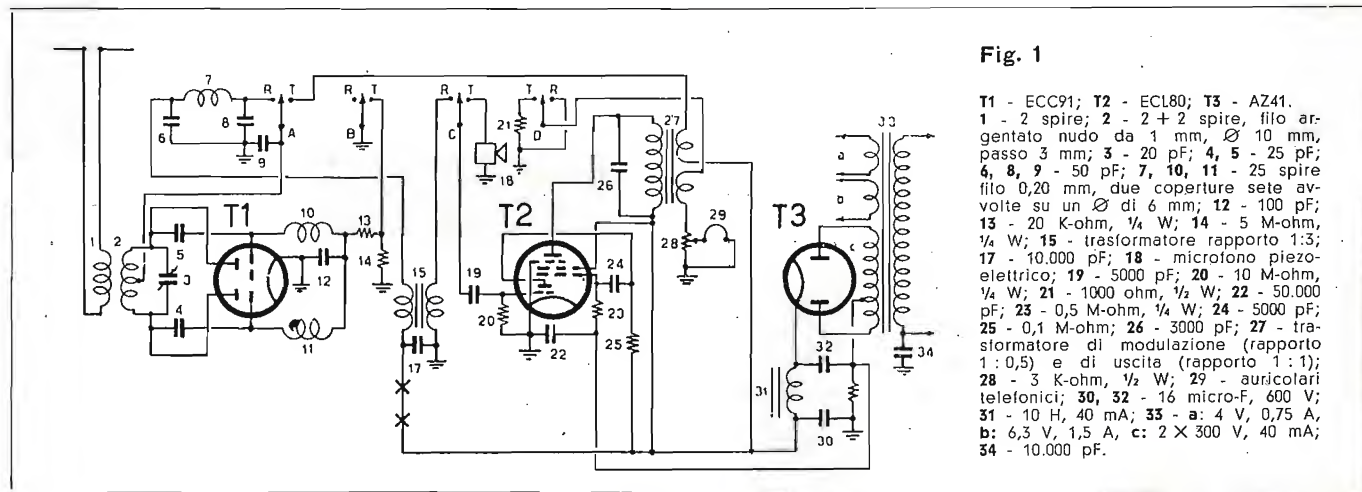 Fig. 1
T1 - ECC91; T2 - ECL80; T3 - AZ41.
1 - 2 spire; 2 - 2 + 2 spire, filo ar-
gentato nudo da 1 mm, Ø 10 mm,
passo 3 mm; 3 - 20 pF; 4, 5 - 25 pF;
6, 8, 9 - 50 pF; 7, 10, 11 - 25 spire
filo 0,20 mm, due coperture sete av-
volte su un Ø di 6 mm; 12 - 100 pF;
13 - 20 K-ohm, ¼ W; 14 - 5 M-ohm,
¼ W; 15 - trasformatore rapporto 1:3;
17 - 10.000 pF; 18 - microfono piezo-
elettrico; 19 - 5000 pF; 20 - 10 M-ohm,
¼ W; 21 - 1000 ohm, ½ W; 22 - 50.000
pF; 23 - 0,5 M-ohm, ¼ W; 24 - 5000 pF;
25 - 0,1 M-ohm; 26 - 3000 pF; 27 - tra-
sformatore di modulazione (rapporto
1 : 0,5) e di uscita (rapporto 1 : 1);
28 - 3 K-ohm, ½ W; 29 - auricolari
telefonici; 30, 32 - 16 micro-F, 600 V;
31 - 10 H, 40 mA; 33 - a: 4 V, 0,75 A,
b: 6,3 V, 1,5 A, c: 2 X 300 V, 40 mA;
34 - 10.000 pF.
7
R T
R T
R T
T R
6
8
9
A
B
C
D
21
27
33
a
18
26
1
2
T1
10
13
T2
T3
29
5
3
14
28
c
12
15
19
24
4
20
23
32
34
11
22
25
17
31
30